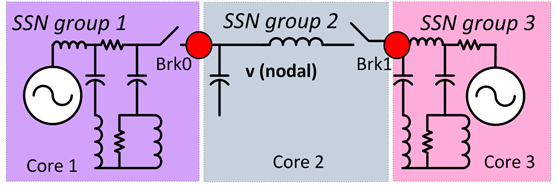 SSN group 1
SSN group 2
SSN group 3
Brk0
v (nodal)
Brk1
Core 1
Core 2
Core 3